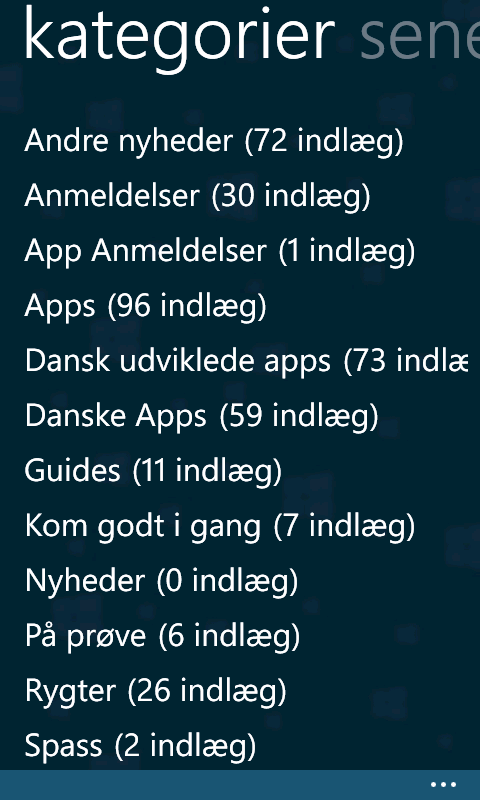 kategorier sene
Andre nyheder (72 indlæg)
Anmeldelser (30 indlæg)
App Anmeldelser (1 indlæg)
Apps (96 indlæg)
Dansk udviklede apps (73 indlæ
Danske Apps (59 indlæg)
Guides (11 indlæg)
Kom godt i gang (7 indlæg)
Nyheder (0 indlæg)
På prøve (6 indlæg)
Rygter (26 indlæg)
Spass (2 indlæg)